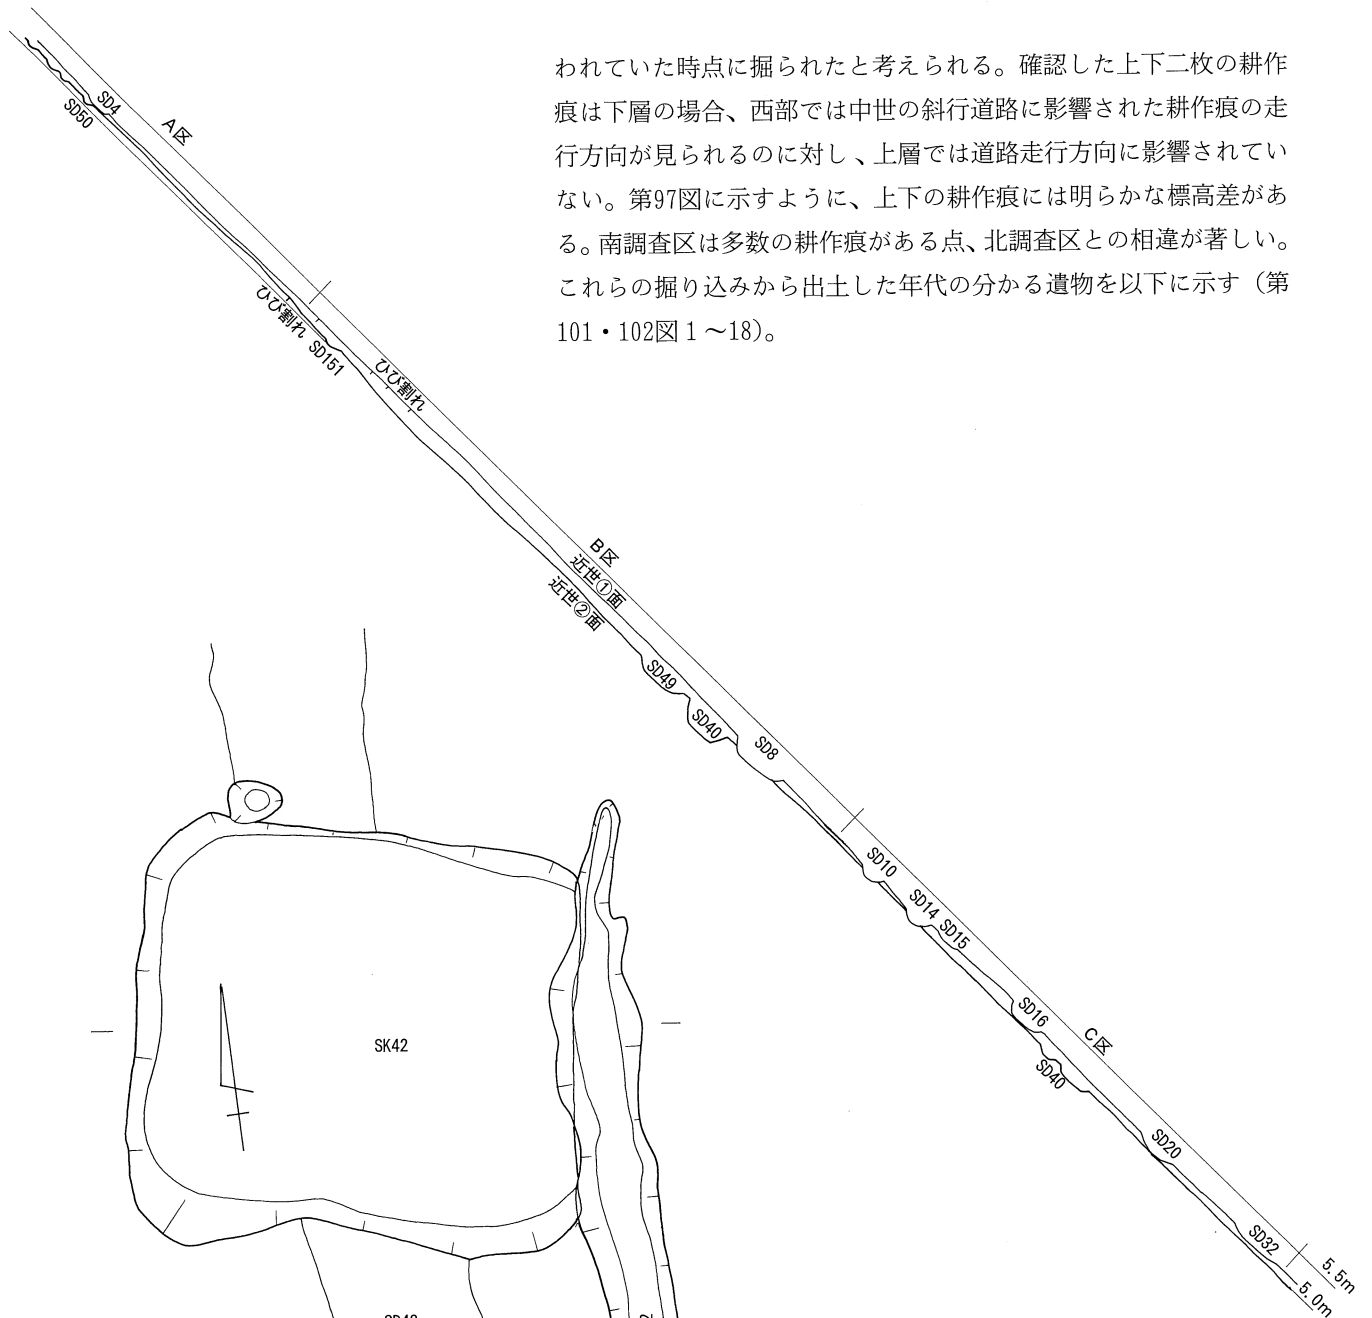 われていた時点に掘られたと考えられる。確認した上下二枚の耕作
痕は下層の場合、西部では中世の斜行道路に影響された耕作痕の走
行方向が見られるのに対し、上層では道路走行方向に影響されてい
ない。第97図に示すように、上下の耕作痕には明らかな標高差があ
る。南調査区は多数の耕作痕がある点、北調査区との相違が著しい。
これらの掘り込みから出土した年代の分かる遺物を以下に示す（第
101・102図1～18）。
SD4
SD50
A区
ひび割れ
SD151
ひび割れ
B区
近世①面
近世②面
SD49
SD40
SD8
SD10
SD14
SD15
SD16
C区
SD40
SD20
SD32
5.5m
5.0m
SK42